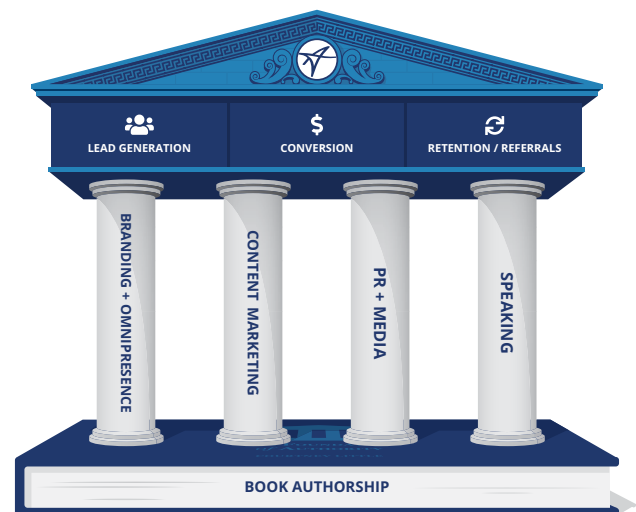 LEAD GENERATION
CONVERSION
RETENTION / REFERRALS
BRANDING + OMNIPRESENCE
CONTENT MARKETING
PR + MEDIA
SPEAKING
BOOK AUTHORSHIP